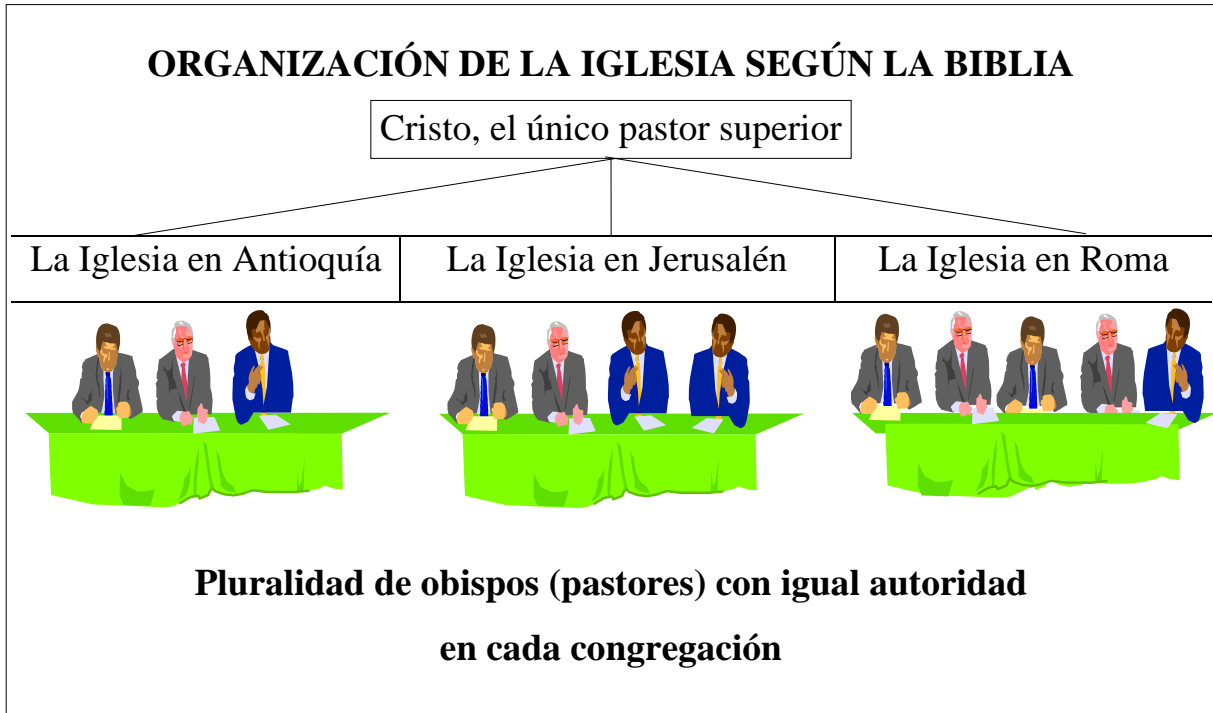 ORGANIZACIÓN DE LA IGLESIA SEGÚN LA BIBLIA
Cristo, el único pastor superior
La Iglesia en Antioquía
La Iglesia en Jerusalén
La Iglesia en Roma
Pluralidad de obispos (pastores) con igual autoridad
en cada congregación